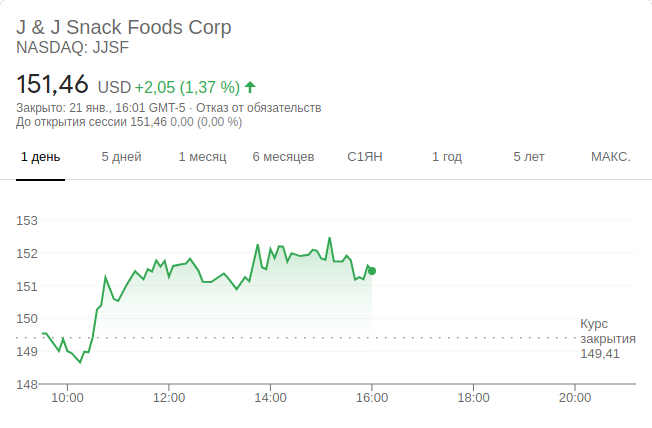 J & J Snack Foods Corp
NASDAQ: JJSF
151,46 USD +2,05 (1,37 %)
Закрыто: 21 янв., 16:01 GMT-5 · Отказ от обязательств
До открытия сессии 151,46 0,00 (0,00 %)
1 день 5 дней 1 месяц 6 месяцев С1ЯН 1 год 5 лет МАКС.
153
152
151
150
149
148
Курс
закрытия
149,41
10:00 12:00 14:00 16:00 18:00 20:00